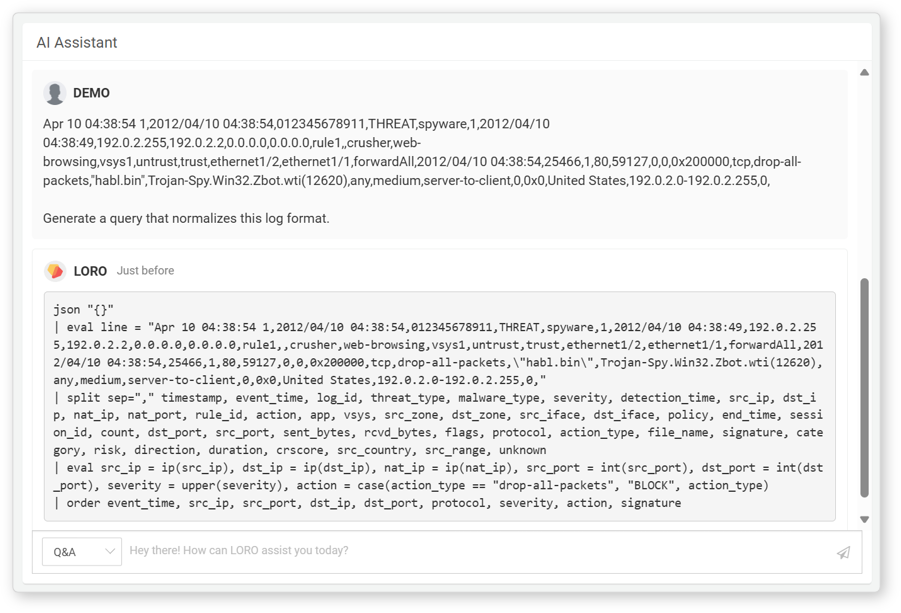 AI Assistant
DEMO
Apr 10 04:38:54 1,2012/04/10 04:38:54,012345678911,THREAT,spyware,1,2012/04/10
04:38:49,192.0.2.255,192.0.2.2,0.0.0.0,0.0.0.0,rule1,,crusher,web-
browsing,vsys1,untrust,trust,ethernet1/2,ethernet1/1,forwardAll,2012/04/10 04:38:54,25466,1,80,59127,0,0,0x200000,tcp,drop-all-
packets,"habl.bin",Trojan-Spy.Win32.Zbot.wti(12620),any,medium,server-to-client,0,0x0,United States,192.0.2.0-192.0.2.255,0,
Generate a query that normalizes this log format.
LORO Just before
json "{}"
| eval line = "Apr 10 04:38:54 1,2012/04/10 04:38:54,012345678911,THREAT,spyware,1,2012/04/10 04:38:49,192.0.2.25
5,192.0.2.2,0.0.0.0,0.0.0.0,rule1,,crusher,web-browsing,vsys1,untrust,trust,ethernet1/2,ethernet1/1,forwardAll,201
2/04/10 04:38:54,25466,1,80,59127,0,0,0x200000,tcp,drop-all-packets,\"habl.bin\",Trojan-Spy.Win32.Zbot.wti(12620),
any,medium,server-to-client,0,0x0,United States,192.0.2.0-192.0.2.255,0,"
| split sep="," timestamp, event_time, log_id, threat_type, malware_type, severity, detection_time, src_ip, dst_i
p, nat_ip, nat_port, rule_id, action, app, vsys, src_zone, dst_zone, src_iface, dst_iface, policy, end_time, sessi
on_id, count, dst_port, src_port, sent_bytes, rcvd_bytes, flags, protocol, action_type, file_name, signature, cate
gory, risk, direction, duration, crscore, src_country, src_range, unknown
| eval src_ip = ip(src_ip), dst_ip = ip(dst_ip), nat_ip = ip(nat_ip), src_port = int(src_port), dst_port = int(dst
_port), severity = upper(severity), action = case(action_type == "drop-all-packets", "BLOCK", action_type)
| order event_time, src_ip, src_port, dst_ip, dst_port, protocol, severity, action, signature
Q&A Hey there! How can LORO assist you today?